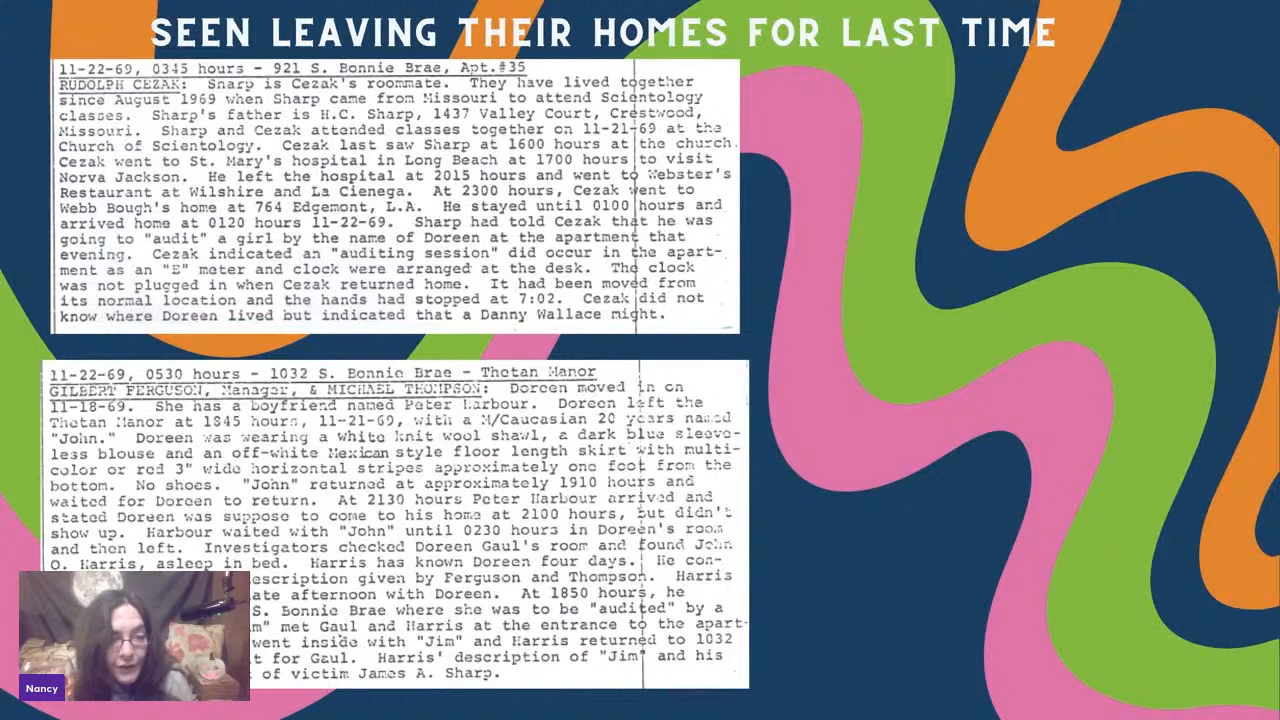 SEEN LEAVING THEIR HOMES FOR LAST TIME
11-22-69, 0345 hours - 921 S. Bonnie Brae, Apt.#35
RUDOLPH CEZAK: Sharp is Cezak's roommate. They have lived together
since August 1969 when Sharp came from Missouri to attend Scientology
classes. Sharp's father is H.C. Sharp, 1437 Valley Court, Crestwood,
Missouri. Sharp and Cezak attended classes together on 11-21-69 at the
Church of Scientology. Cezak last saw Sharp at 1600 hours at the church.
Cezak went to St. Mary's hospital in Long Beach at 1700 hours to visit
Norva Jackson. He left the hospital at 2015 hours and went to Webster's
Restaurant at Wilshire and La Cienega. At 2300 hours, Cezak went to
Webb Bough's home at 764 Edgemont, L.A. He stayed until 0100 hours and
arrived home at 0120 hours 11-22-69. Sharp had told Cezak that he was
going to "audit" a girl by the name of Doreen at the apartment that
evening. Cezak indicated an "auditing session" did occur in the apart-
ment as an "E" meter and clock were arranged at the desk. The clock
was not plugged in when Cezak returned home. It had been moved from
its normal location and the hands had stopped at 7:02. Cezak did not
know where Doreen lived but indicated that a Danny Wallace might.
11-22-69, 0530 hours - 1032 S. Bonnie Brae - Thetan Manor
GILBERT FERGUSON, Manager, & MICHAEL THOMPSON: Doreen moved in on
11-18-69. She has a boyfriend named Peter Harbour. Doreen left the
Thetan Manor at 1845 hours, 11-21-69, with a M/Caucasian 20 years named
"John." Doreen was wearing a white knit wool shawl, a dark blue sleeve-
less blouse and an off-white Mexican style floor length skirt with multi-
color or red 3" wide horizontal stripes approximately one foot from the
bottom. No shoes. "John" returned at approximately 1910 hours and
waited for Doreen to return. At 2130 hours Peter Harbour arrived and
stated Doreen was suppose to come to his home at 2100 hours, but didn't
show up. Harbour waited with "John" until 0230 hours in Doreen's room
and then left. Investigators checked Doreen Gaul's room and found John
O. Harris, asleep in bed. Harris has known Doreen four days. He con-
escription given by Ferguson and Thompson. Harris
ate afternoon with Doreen. At 1850 hours, he
S. Bonnie Brae where she was to be "audited" by a
m" met Gaul and Harris at the entrance to the apart-
went inside with "Jim" and Harris returned to 1032
t for Gaul. Harris' description of "Jim" and his
of victim James A. Sharp.
Nancy